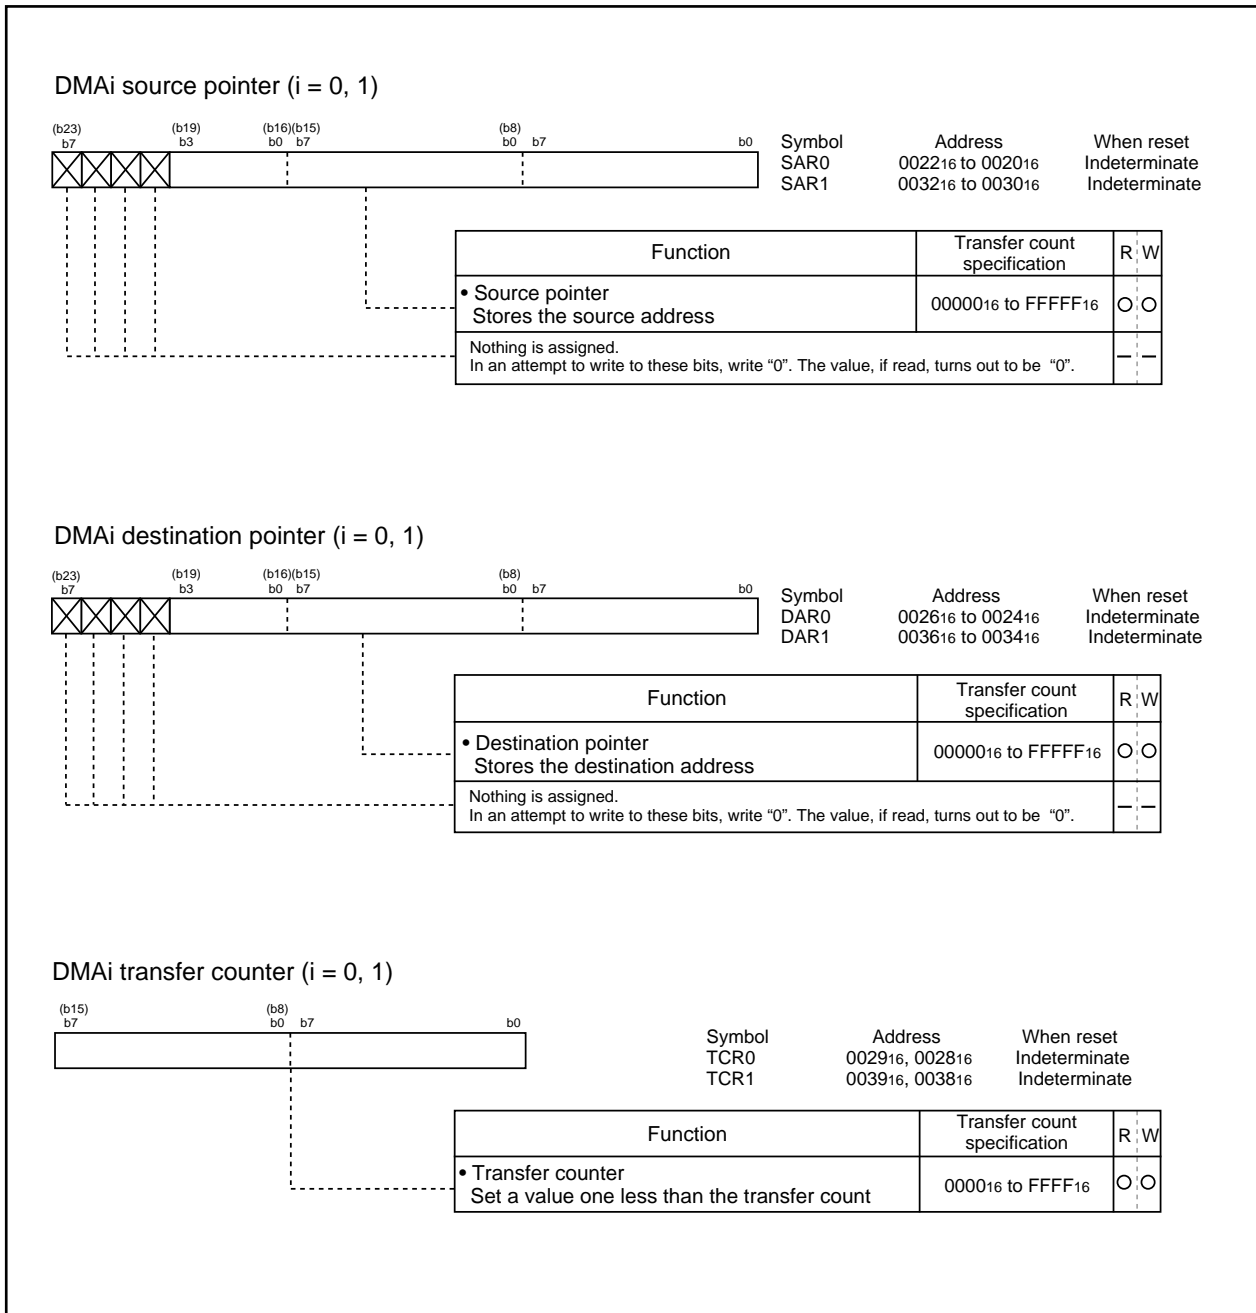 DMAi source pointer (i = 0, 1)
(b23) (b19) (b16)(b15) (b8)
b7 b3 b0 b7 b0 b7 b0
Symbol Address When reset
SAR0 002216 to 002016 Indeterminate
SAR1 003216 to 003016 Indeterminate
Function Transfer count specification R W
• Source pointer
Stores the source address 0000016 to FFFFF16 O O
Nothing is assigned.
In an attempt to write to these bits, write “0”. The value, if read, turns out to be “0”. – –
DMAi destination pointer (i = 0, 1)
(b23) (b19) (b16)(b15) (b8)
b7 b3 b0 b7 b0 b7 b0
Symbol Address When reset
DAR0 002616 to 002416 Indeterminate
DAR1 003616 to 003416 Indeterminate
Function Transfer count specification R W
• Destination pointer
Stores the destination address 0000016 to FFFFF16 O O
Nothing is assigned.
In an attempt to write to these bits, write “0”. The value, if read, turns out to be “0”. – –
DMAi transfer counter (i = 0, 1)
(b15) (b8)
b7 b0 b7 b0
Symbol Address When reset
TCR0 002916, 002816 Indeterminate
TCR1 003916, 003816 Indeterminate
Function Transfer count specification R W
• Transfer counter
Set a value one less than the transfer count 000016 to FFFF16 O O